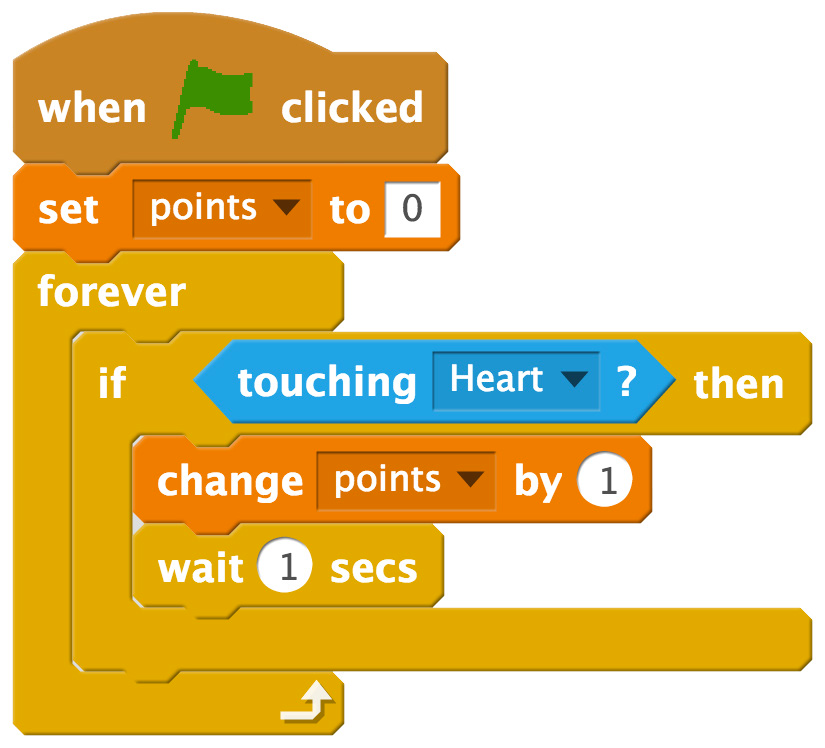 when clicked
set points to 0
forever
if touching Heart ? then
change points by 1
wait 1 secs